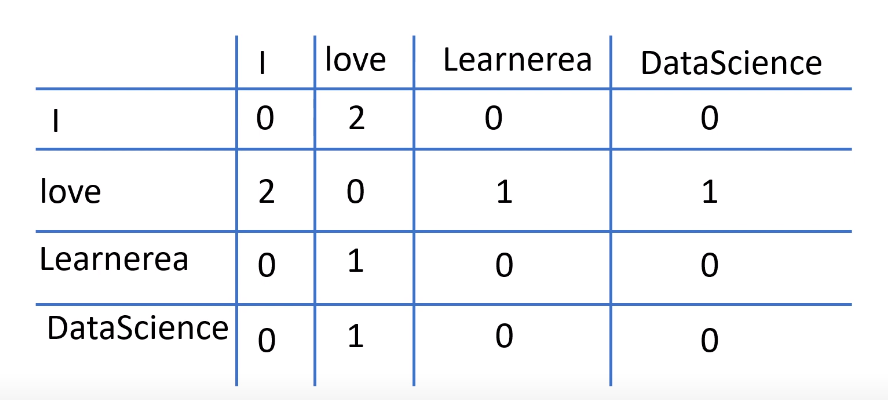 I love Learnerea DataScience
I 0 2 0 0
love 2 0 1 1
Learnerea 0 1 0 0
DataScience 0 1 0 0